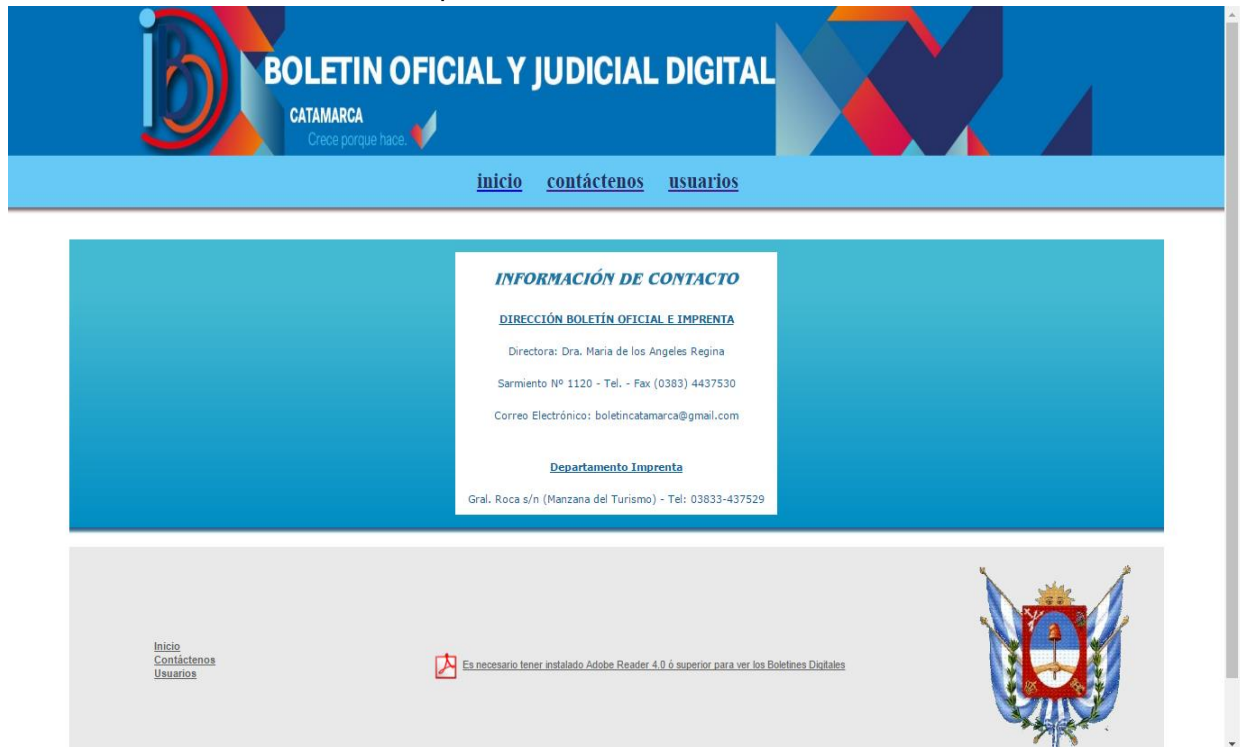 BOLETIN OFICIAL Y JUDICIAL DIGITAL
CATAMARCA
Crece porque hace.
inicio contáctenos usuarios
INFORMACIÓN DE CONTACTO
DIRECCIÓN BOLETÍN OFICIAL E IMPRENTA
Directora: Dra. Maria de los Angeles Regina
Sarmiento Nº 1120 - Tel. - Fax (0383) 4437530
Correo Electrónico: boletincatamarca@gmail.com
Departamento Imprenta
Gral. Roca s/n (Manzana del Turismo) - Tel: 03833-437529
Inicio
Contáctenos
Usuarios
Es necesario tener instalado Adobe Reader 4.0 ó superior para ver los Boletines Digitales